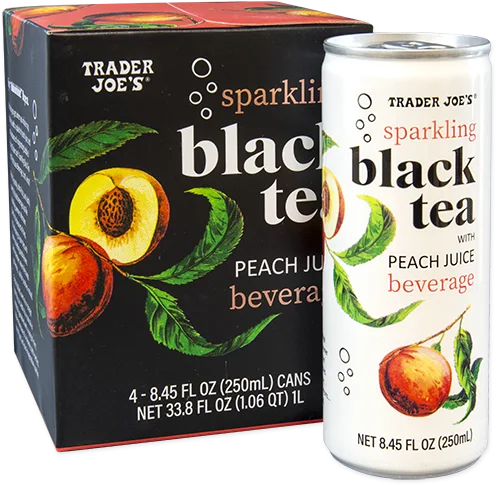 TRADER
JOE'S®
sparklin
black
tea
PEACH JU
beverag
4 - 8.45 FL OZ (250mL) CANS
NET 33.8 FL OZ (1.06 QT) 1L
TRADER JOE'S®
sparkling
black
tea
WITH
PEACH JUICE
beverage
NET 8.45 FL OZ (250mL)